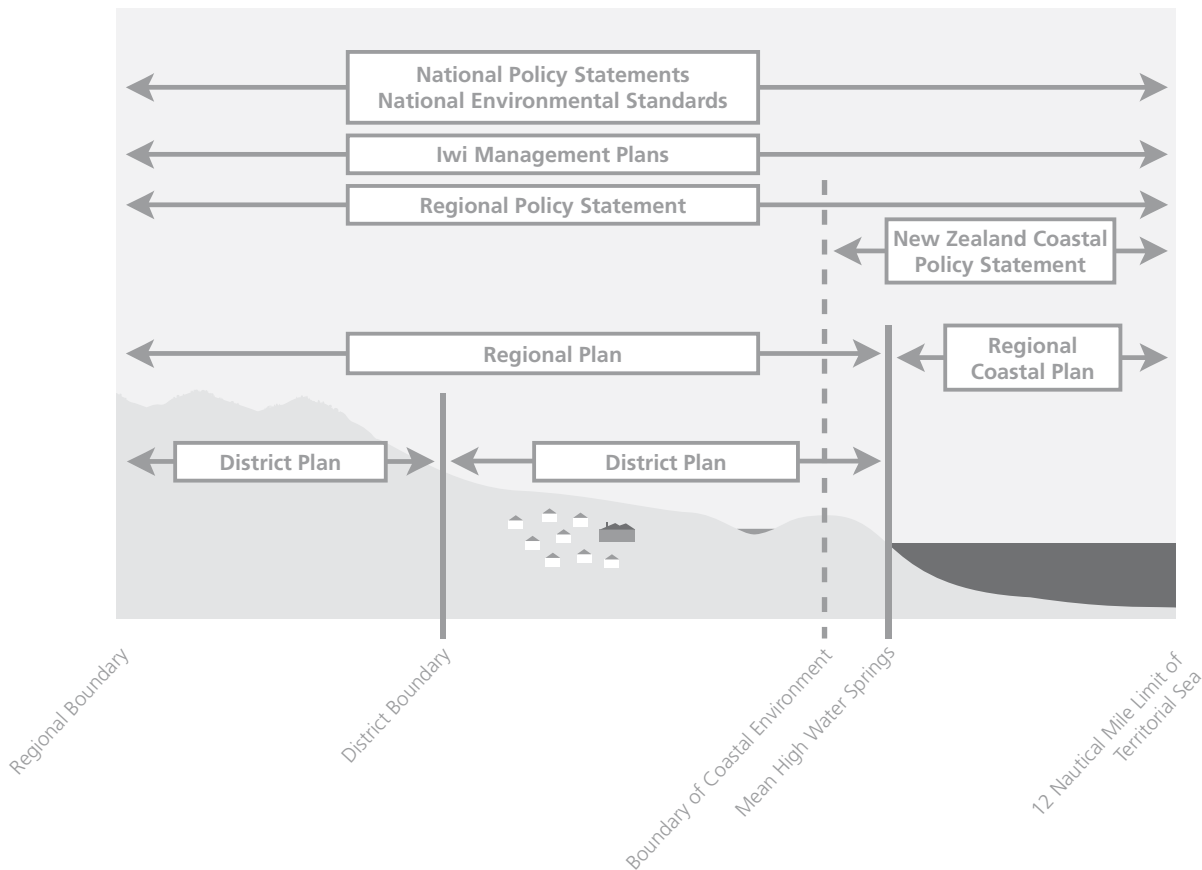 National Policy Statements
National Environmental Standards
Iwi Management Plans
Regional Policy Statement
New Zealand Coastal
Policy Statement
Regional Plan
Regional
Coastal Plan
District Plan
District Plan
Regional Boundary
District Boundary
Boundary of Coastal Environment
Mean High Water Springs
12 Nautical Mile Limit of
Territorial Sea